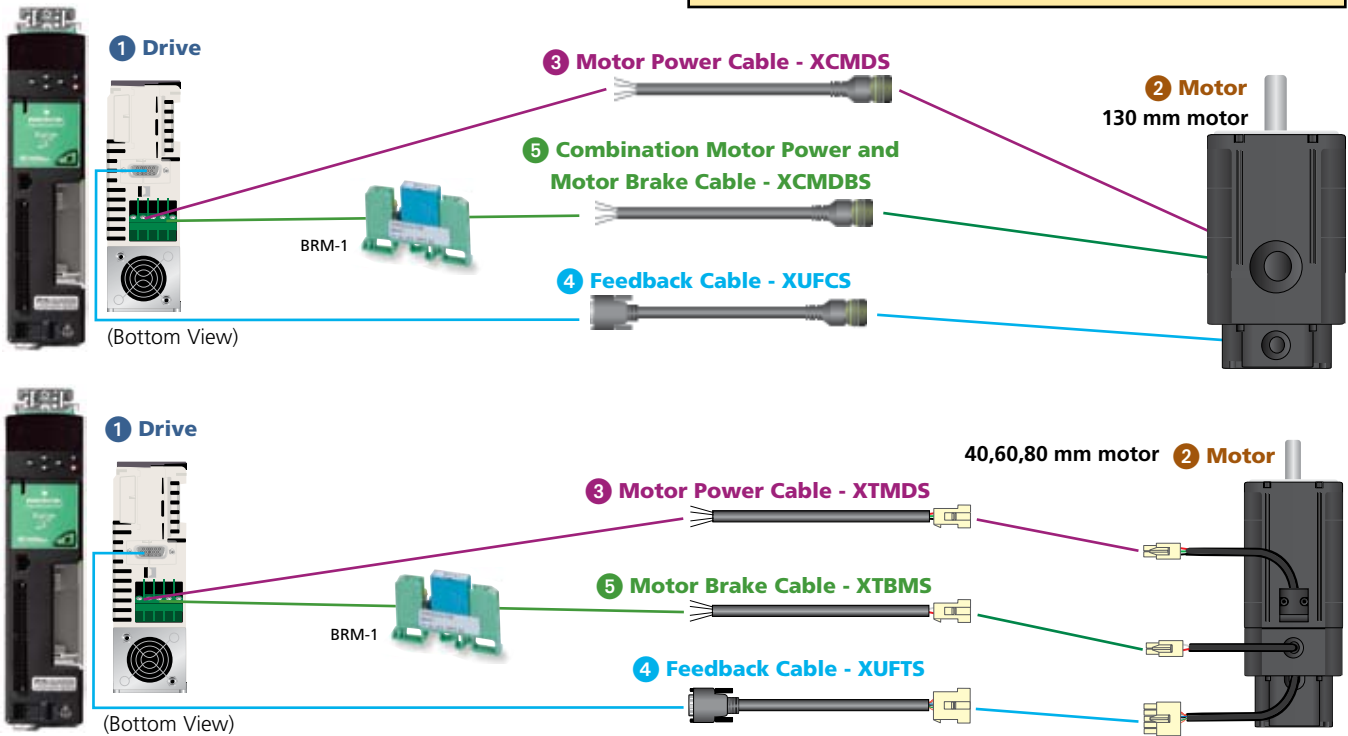 1 Drive
3 Motor Power Cable - XCMDS
2 Motor
130 mm motor
5 Combination Motor Power and
Motor Brake Cable - XCMDBS
BRM-1
4 Feedback Cable - XUFCS
(Bottom View)
1 Drive
40,60,80 mm motor 2 Motor
3 Motor Power Cable - XTMDS
5 Motor Brake Cable - XTBMS
BRM-1
4 Feedback Cable - XUFTS
(Bottom View)